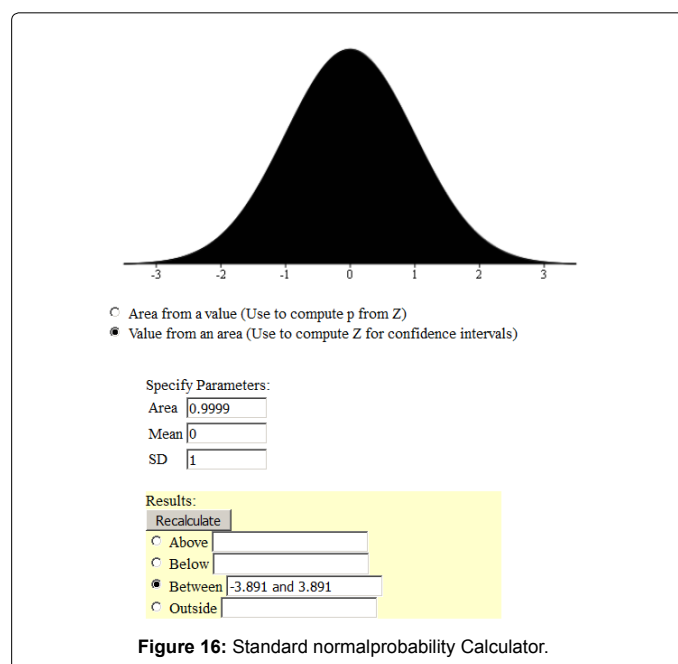 -3 -2 -1 0 1 2 3
Area from a value (Use to compute p from Z)
Value from an area (Use to compute Z for confidence intervals)
Specify Parameters:
Area 0.9999
Mean 0
SD 1
Results:
Recalculate
Above
Below
Between -3.891 and 3.891
Outside
Figure 16: Standard normalprobability Calculator.